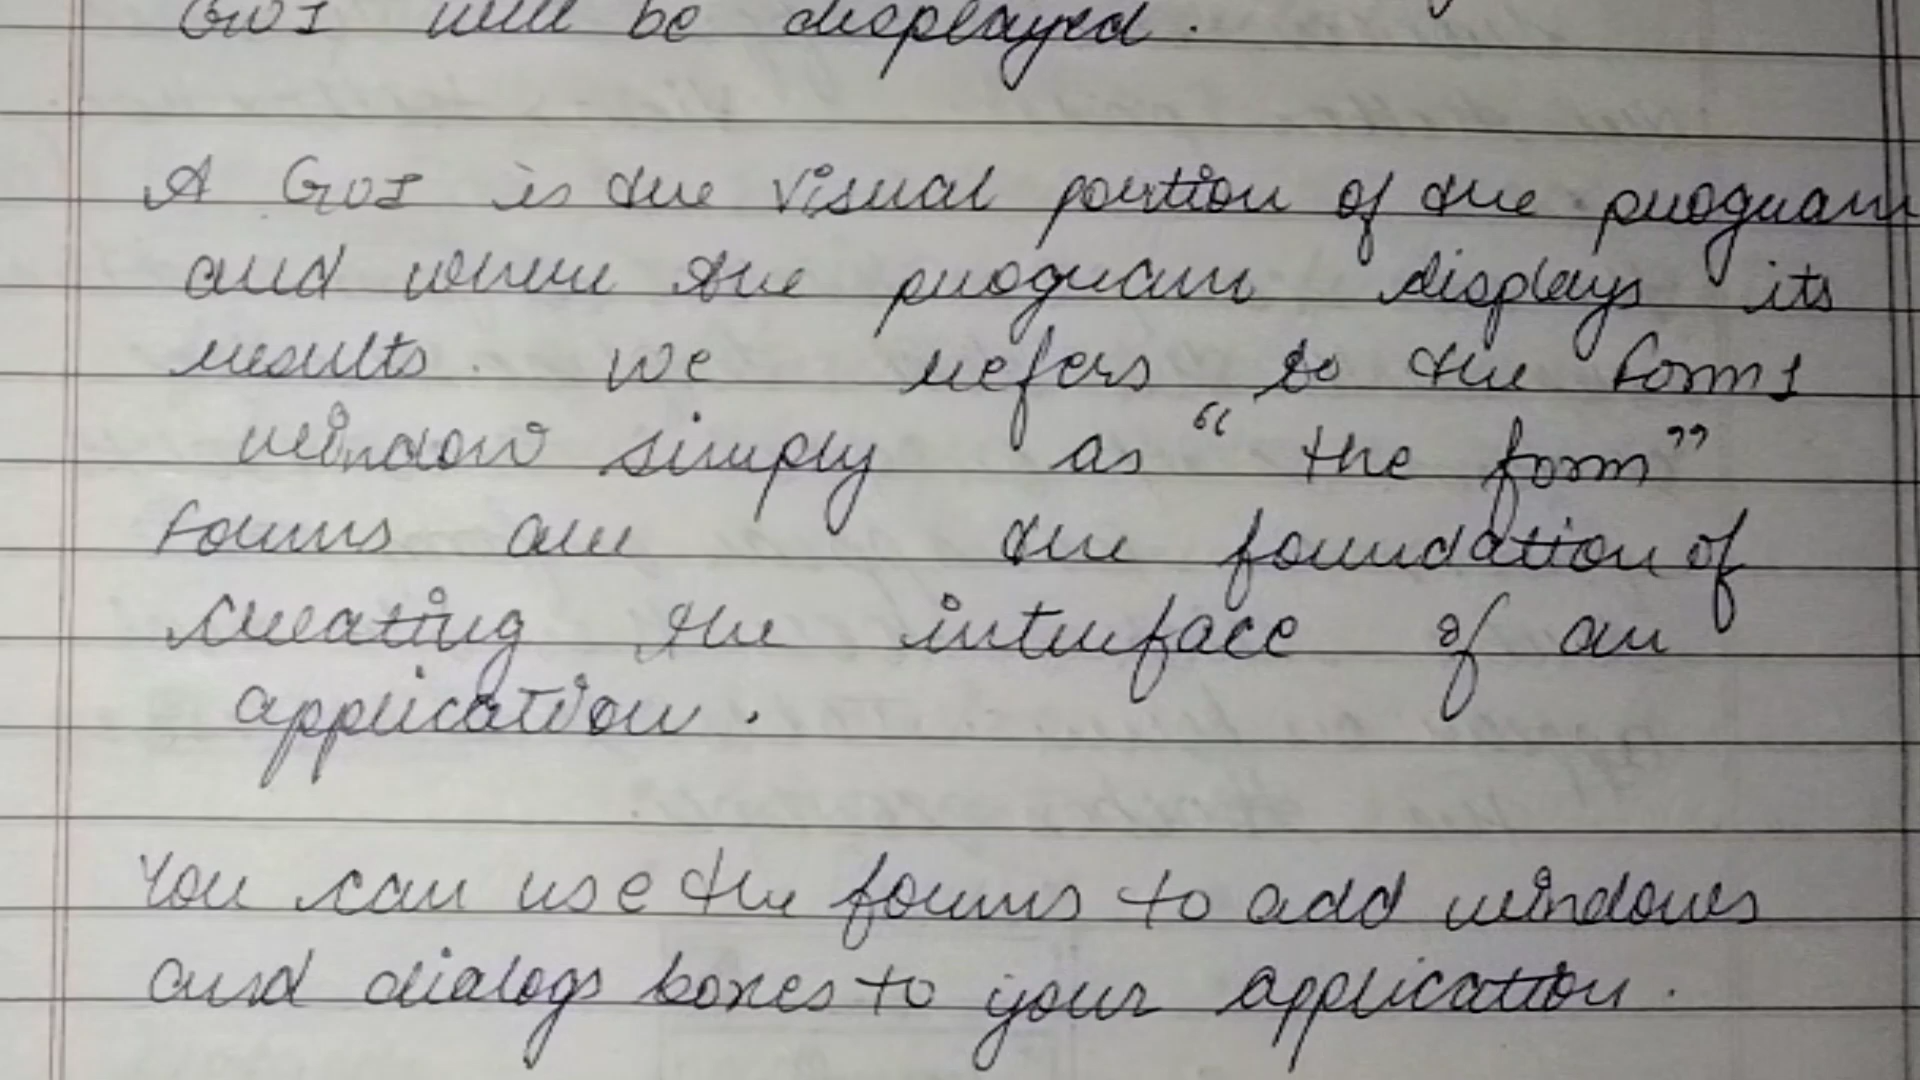 GUI will be displayed.
A GUI is the visual portion of the program
and where the program displays its
results. we refers to the form1
window simply as "the form"
forms are the foundation of
creating the interface of an
application.
You can use the forms to add windows
and dialogs boxes to your application.